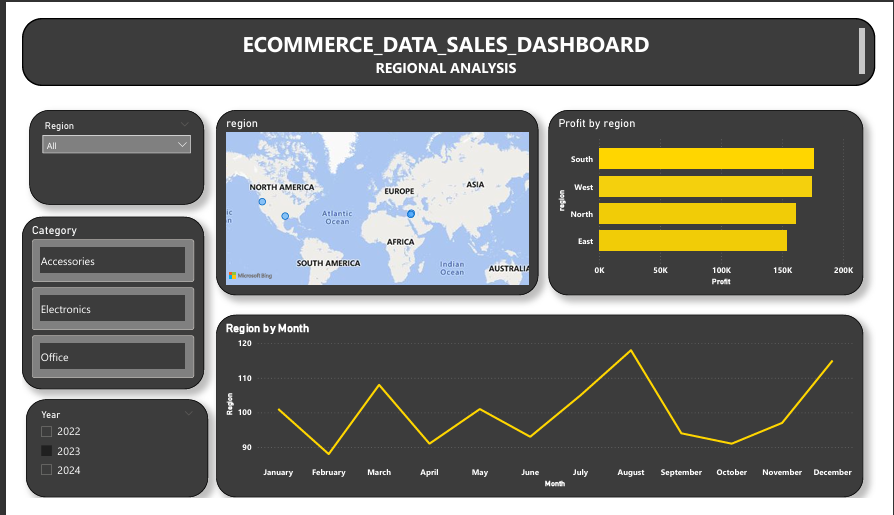 ECOMMERCE_DATA_SALES_DASHBOARD
REGIONAL ANALYSIS
Region
All
Category
Accessories
Electronics
Office
Year
2022
2023
2024
region
NORTH AMERICA
EUROPE
ASIA
Atlantic
Ocean
ic
AFRICA
SOUTH AMERICA
Indian
Ocean
AUSTRALIA
Microsoft Bing
Profit by region
region
South
West
North
East
0K 50K 100K 150K 200K
Profit
Region by Month
Region
120
110
100
90
January February March April May June July August September October November December
Month